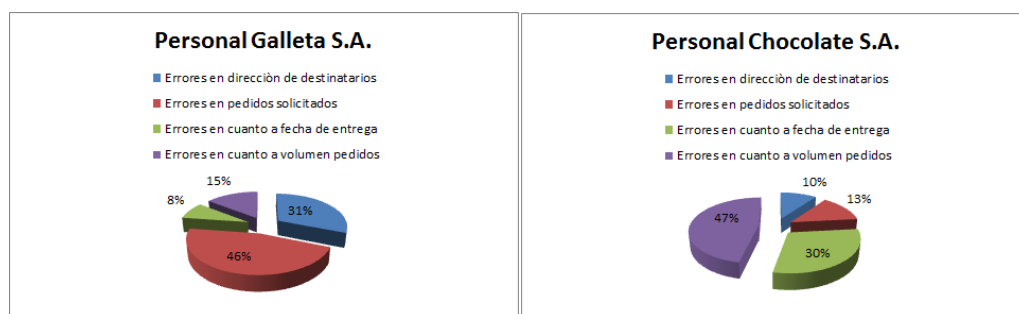 Personal Galleta S.A.
Errores en direcciòn de destinatarios
Errores en pedidos solicitados
Errores en cuanto a fecha de entrega
Errores en cuanto a volumen pedidos
15%
8%
31%
46%
Personal Chocolate S.A.
Errores en direcciòn de destinatarios
Errores en pedidos solicitados
Errores en cuanto a fecha de entrega
Errores en cuanto a volumen pedidos
10%
13%
47%
30%